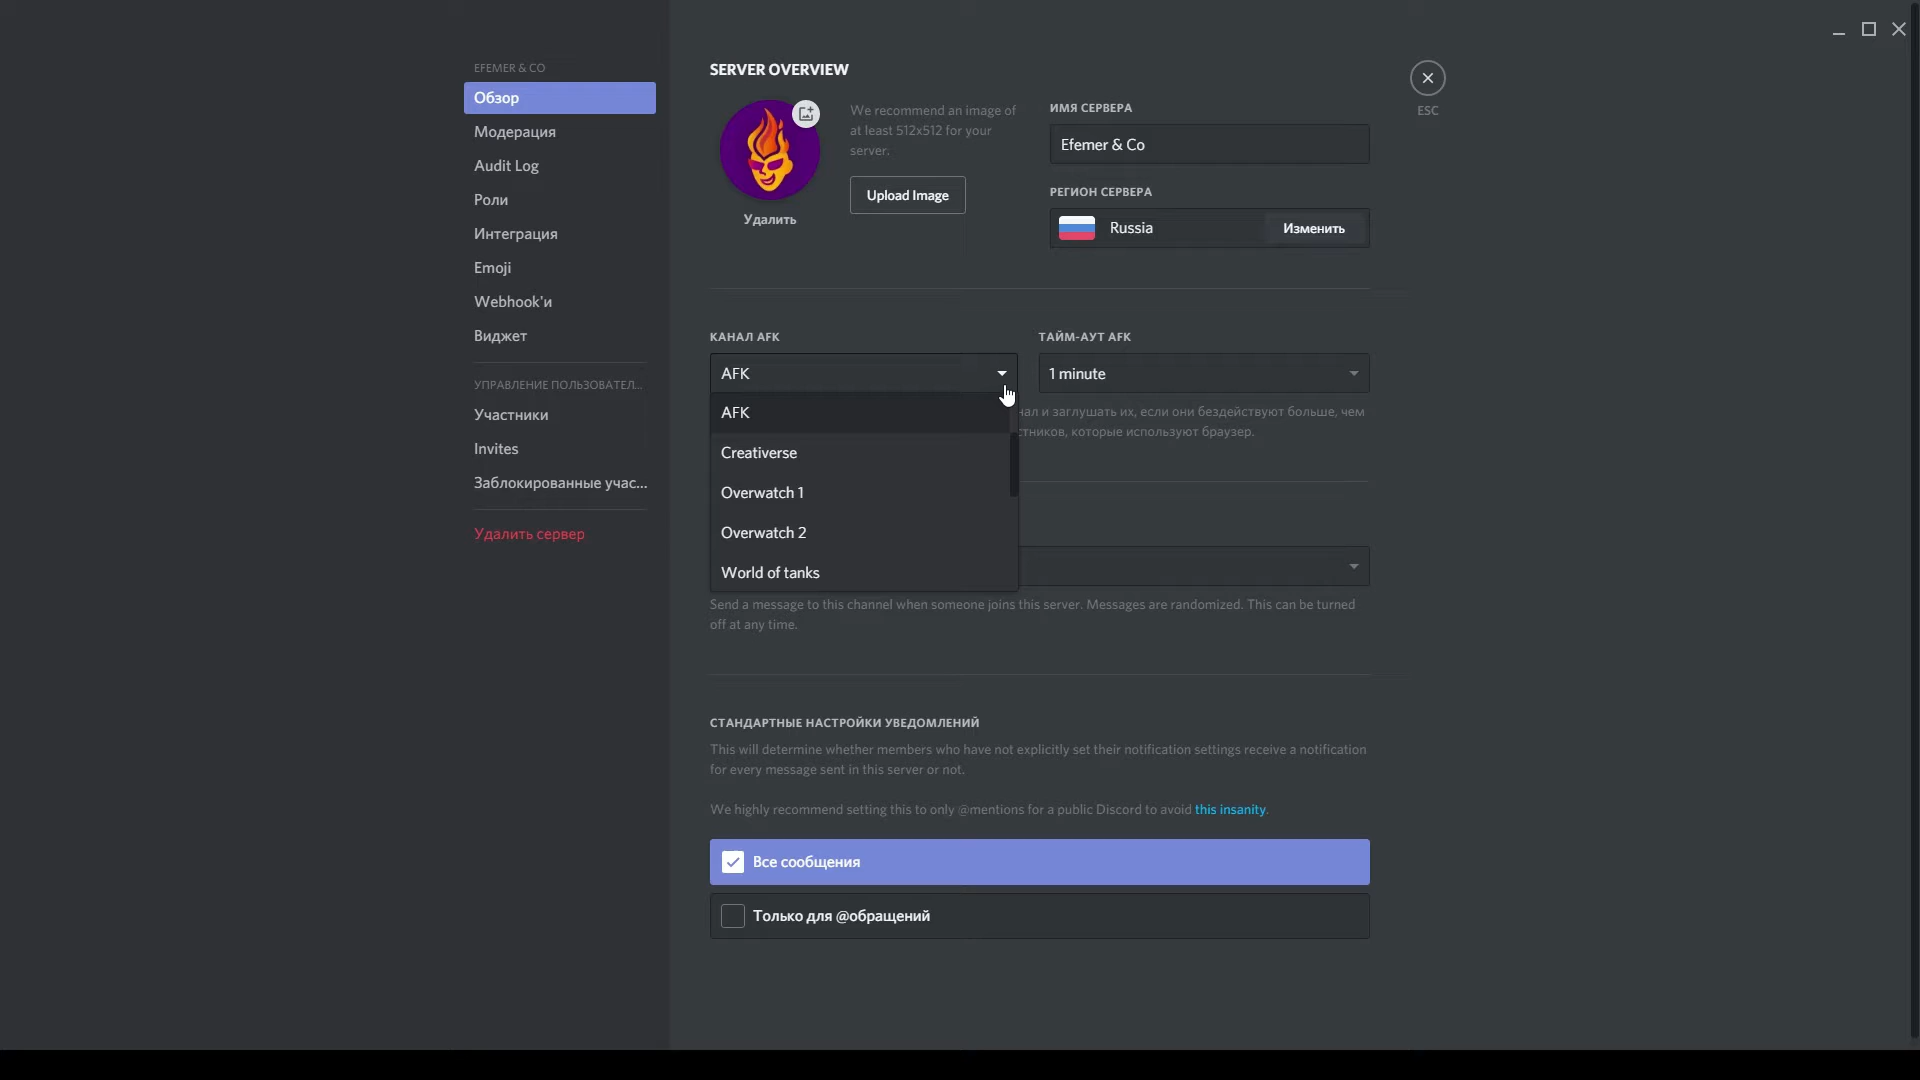 EFEMER & CO
Обзор
Модерация
Audit Log
Роли
Интеграция
Emoji
Webhook'и
Виджет
УПРАВЛЕНИЕ ПОЛЬЗОВАТЕЛ...
Участники
Invites
Заблокированные учас...
Удалить сервер
SERVER OVERVIEW
We recommend an image of
at least 512x512 for your
server.
Upload Image
Удалить
ИМЯ СЕРВЕРА
Efemer & Co
РЕГИОН СЕРВЕРА
Russia
Изменить
ESC
КАНАЛ AFK
AFK
ТАЙМ-АУТ AFK
1 minute
AFK
Creativerse
Overwatch 1
Overwatch 2
World of tanks
и заглушать их, если они бездействуют больше, чем
которые используют браузер.
Send a message to this channel when someone joins this server. Messages are randomized. This can be turned
off at any time.
СТАНДАРТНЫЕ НАСТРОЙКИ УВЕДОМЛЕНИЙ
This will determine whether members who have not explicitly set their notification settings receive a notification
for every message sent in this server or not.
We highly recommend setting this to only @mentions for a public Discord to avoid this insanity.
Все сообщения
Только для @обращений